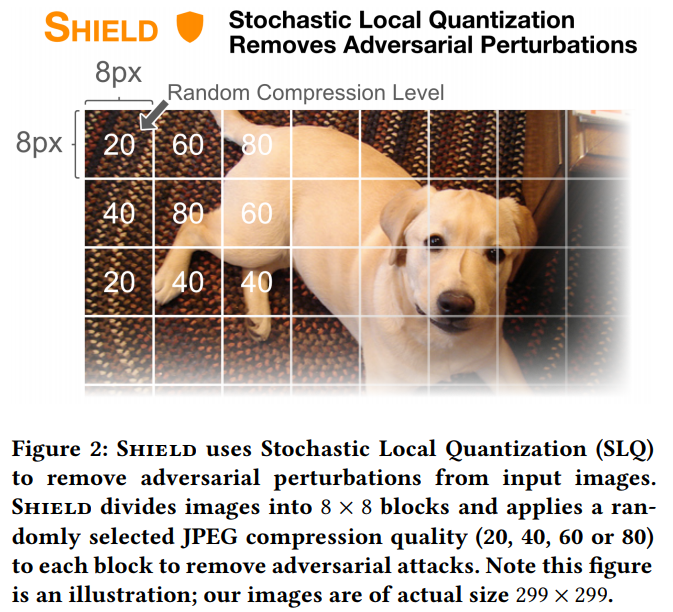 SHIELD
Stochastic Local Quantization
Removes Adversarial Perturbations
8px
Random Compression Level
8px
20 60 80
40 80 60
20 40 40
Figure 2: SHIELD uses Stochastic Local Quantization (SLQ)
to remove adversarial perturbations from input images.
SHIELD divides images into 8 × 8 blocks and applies a ran-
domly selected JPEG compression quality (20, 40, 60 or 80)
to each block to remove adversarial attacks. Note this figure
is an illustration; our images are of actual size 299 × 299.